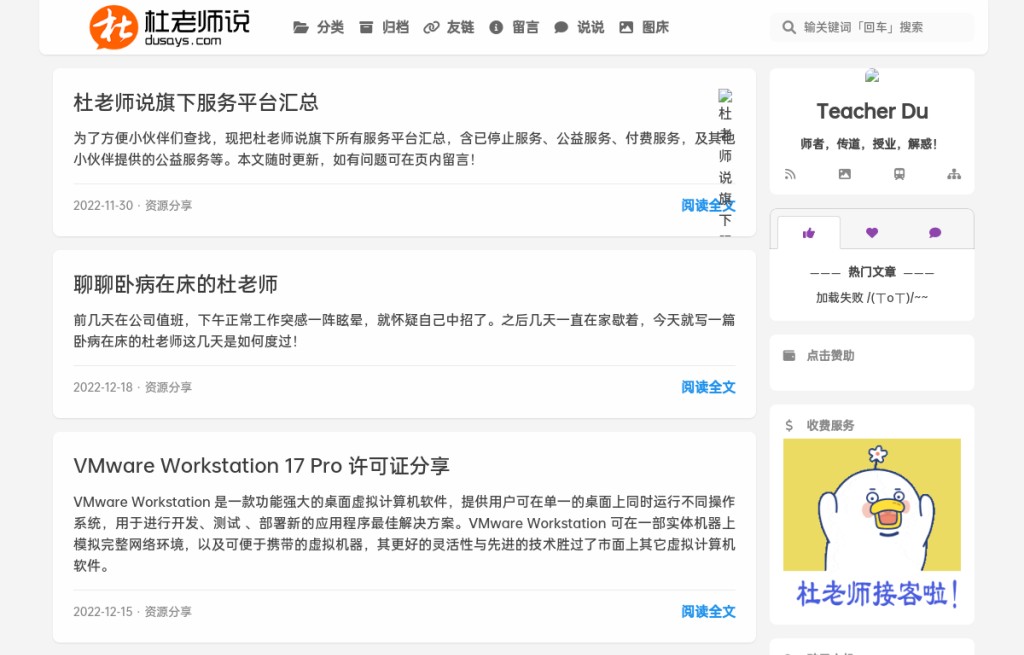 杜老师说
dusays.com
分类 归档 友链 留言 说说 图床
输关键词「回车」搜索
杜老师说旗下服务平台汇总
为了方便小伙伴们查找，现把杜老师说旗下所有服务平台汇总，含已停止服务、公益服务、付费服务，及其他
小伙伴提供的公益服务等。本文随时更新，如有问题可在页内留言！
杜
老
师
说
旗
下
2022-11-30 · 资源分享
阅读全文
聊聊卧病在床的杜老师
前几天在公司值班，下午正常工作突感一阵眩晕，就怀疑自己中招了。之后几天一直在家歇着，今天就写一篇
卧病在床的杜老师这几天是如何度过！
2022-12-18 · 资源分享
阅读全文
VMware Workstation 17 Pro 许可证分享
VMware Workstation 是一款功能强大的桌面虚拟计算机软件，提供用户可在单一的桌面上同时运行不同操作
系统，用于进行开发、测试 、部署新的应用程序最佳解决方案。VMware Workstation 可在一部实体机器上
模拟完整网络环境，以及可便于携带的虚拟机器，其更好的灵活性与先进的技术胜过了市面上其它虚拟计算机
软件。
2022-12-15 · 资源分享
阅读全文
Teacher Du
师者，传道，授业，解惑！
——— 热门文章 ———
加载失败 /(ㄒoㄒ)/~~
点击赞助
收费服务
杜老师接客啦！